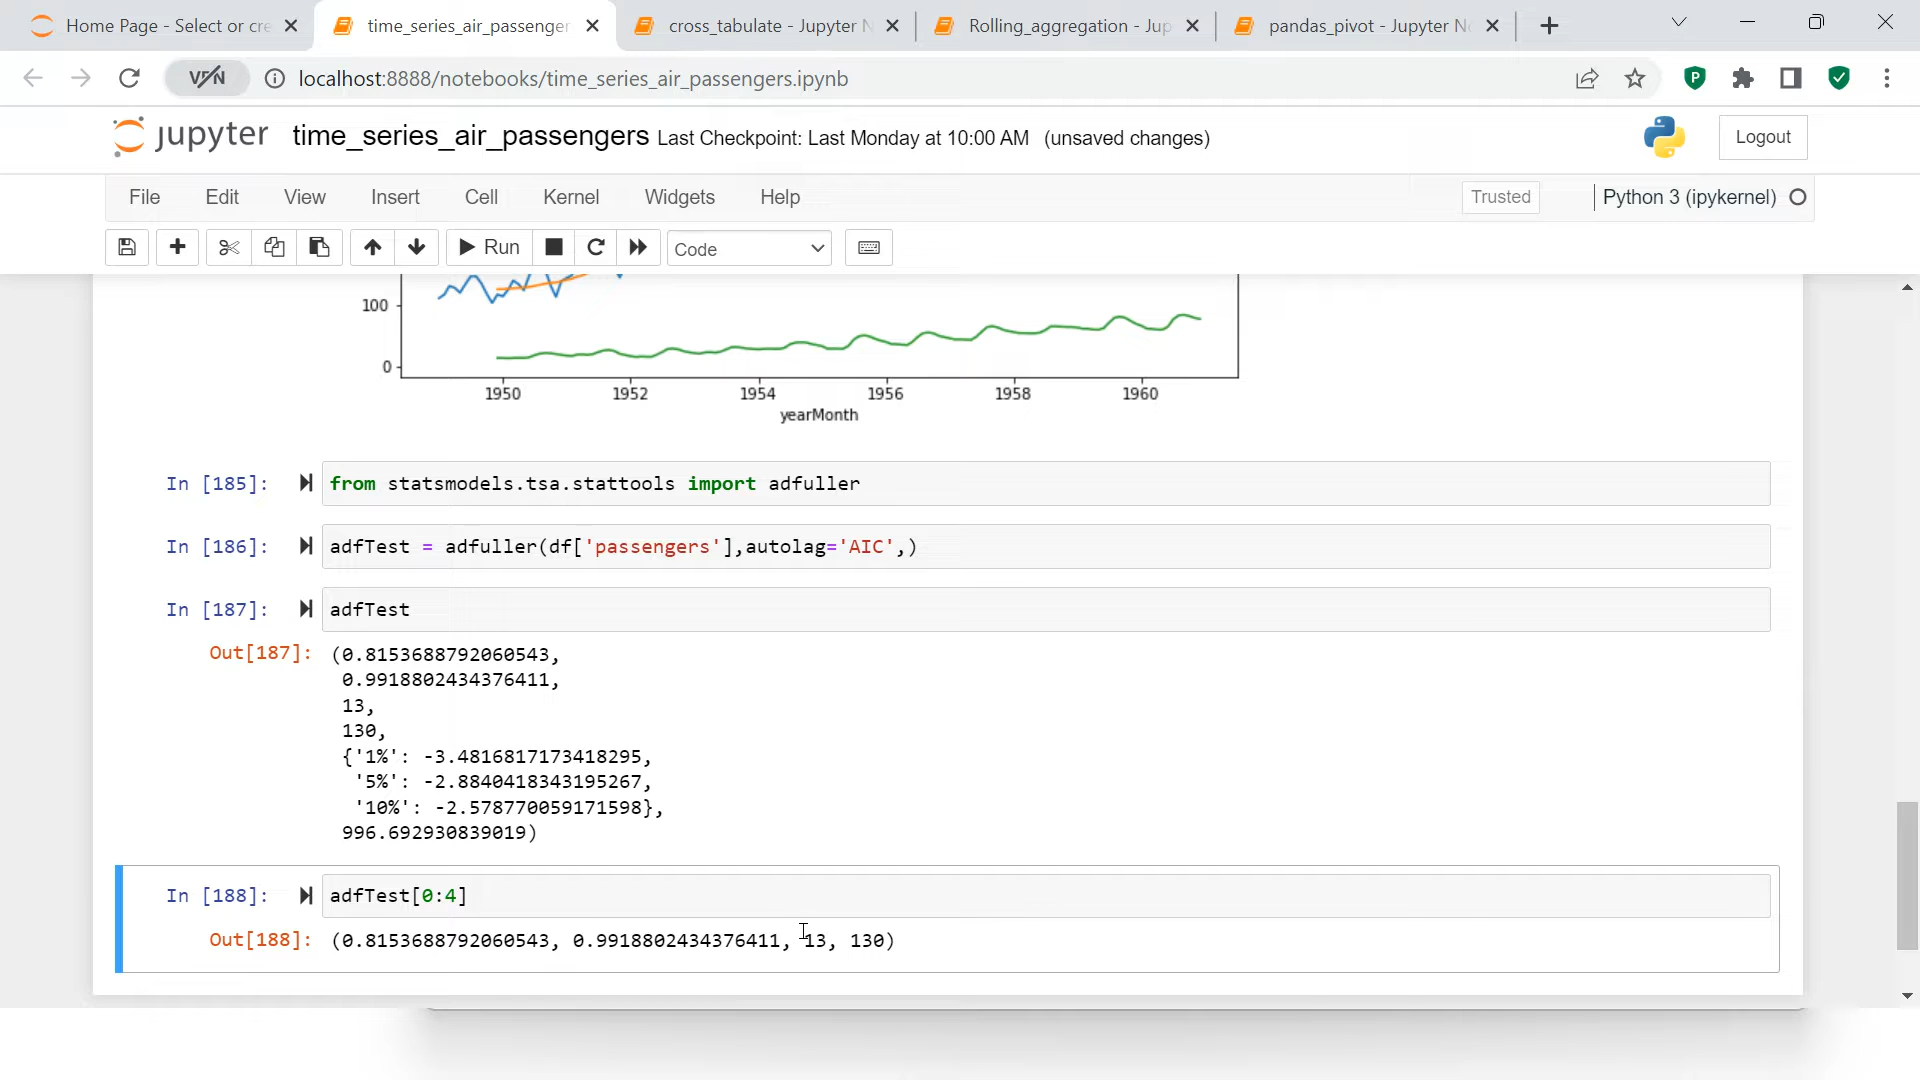 Home Page - Select or cre
time_series_air_passenger
cross_tabulate - Jupyter N
Rolling_aggregation - Jup
pandas_pivot - Jupyter No
VPN
localhost:8888/notebooks/time_series_air_passengers.ipynb
jupyter time_series_air_passengers Last Checkpoint: Last Monday at 10:00 AM (unsaved changes)
Logout
File Edit View Insert Cell Kernel Widgets Help
Trusted
Python 3 (ipykernel)
Run
Code
100
0
1950 1952 1954 1956 1958 1960
yearMonth
In [185]: from statsmodels.tsa.stattools import adfuller
In [186]: adfTest = adfuller(df['passengers'],autolag='AIC',)
In [187]: adfTest
Out[187]: (0.8153688792060543,
0.9918802434376411,
13,
130,
{'1%': -3.4816817173418295,
'5%': -2.8840418343195267,
'10%': -2.578770059171598},
996.692930839019)
In [188]: adfTest[0:4]
Out[188]: (0.8153688792060543, 0.9918802434376411, 13, 130)